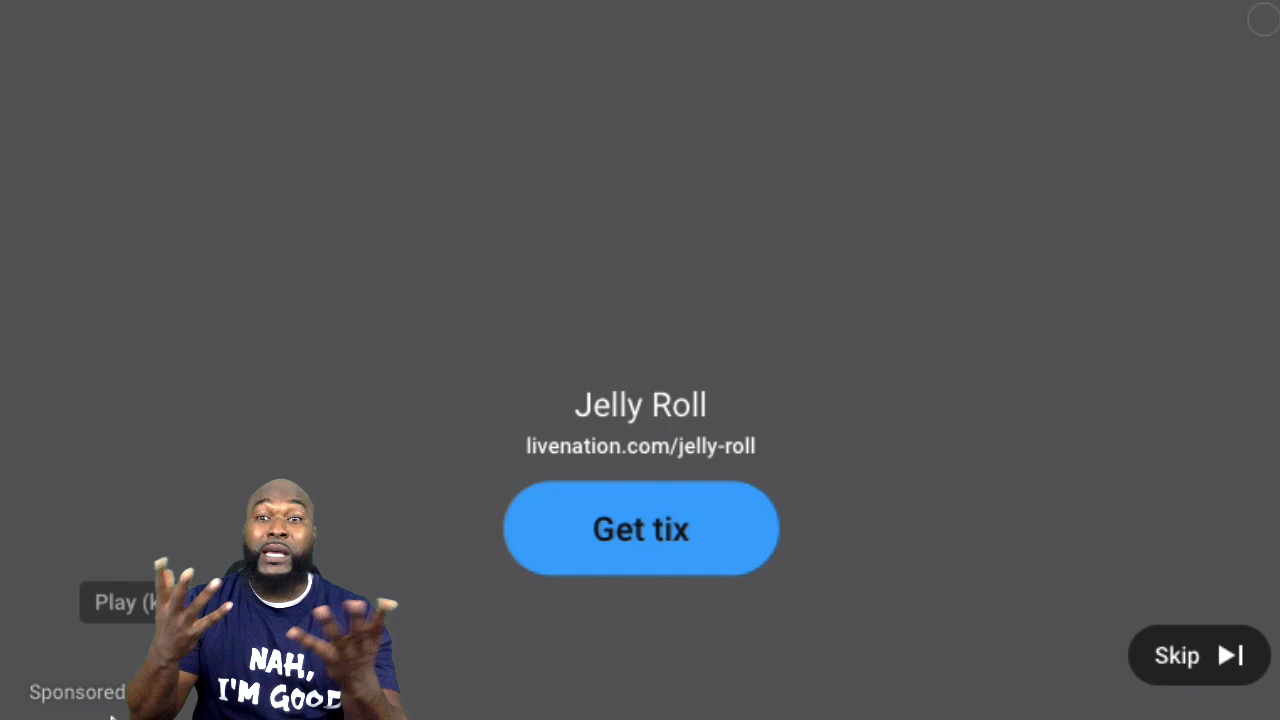 Jelly Roll
livenation.com/jelly-roll
Get tix
Play (k
NAH,
I'M GOOD
Skip
Sponsored